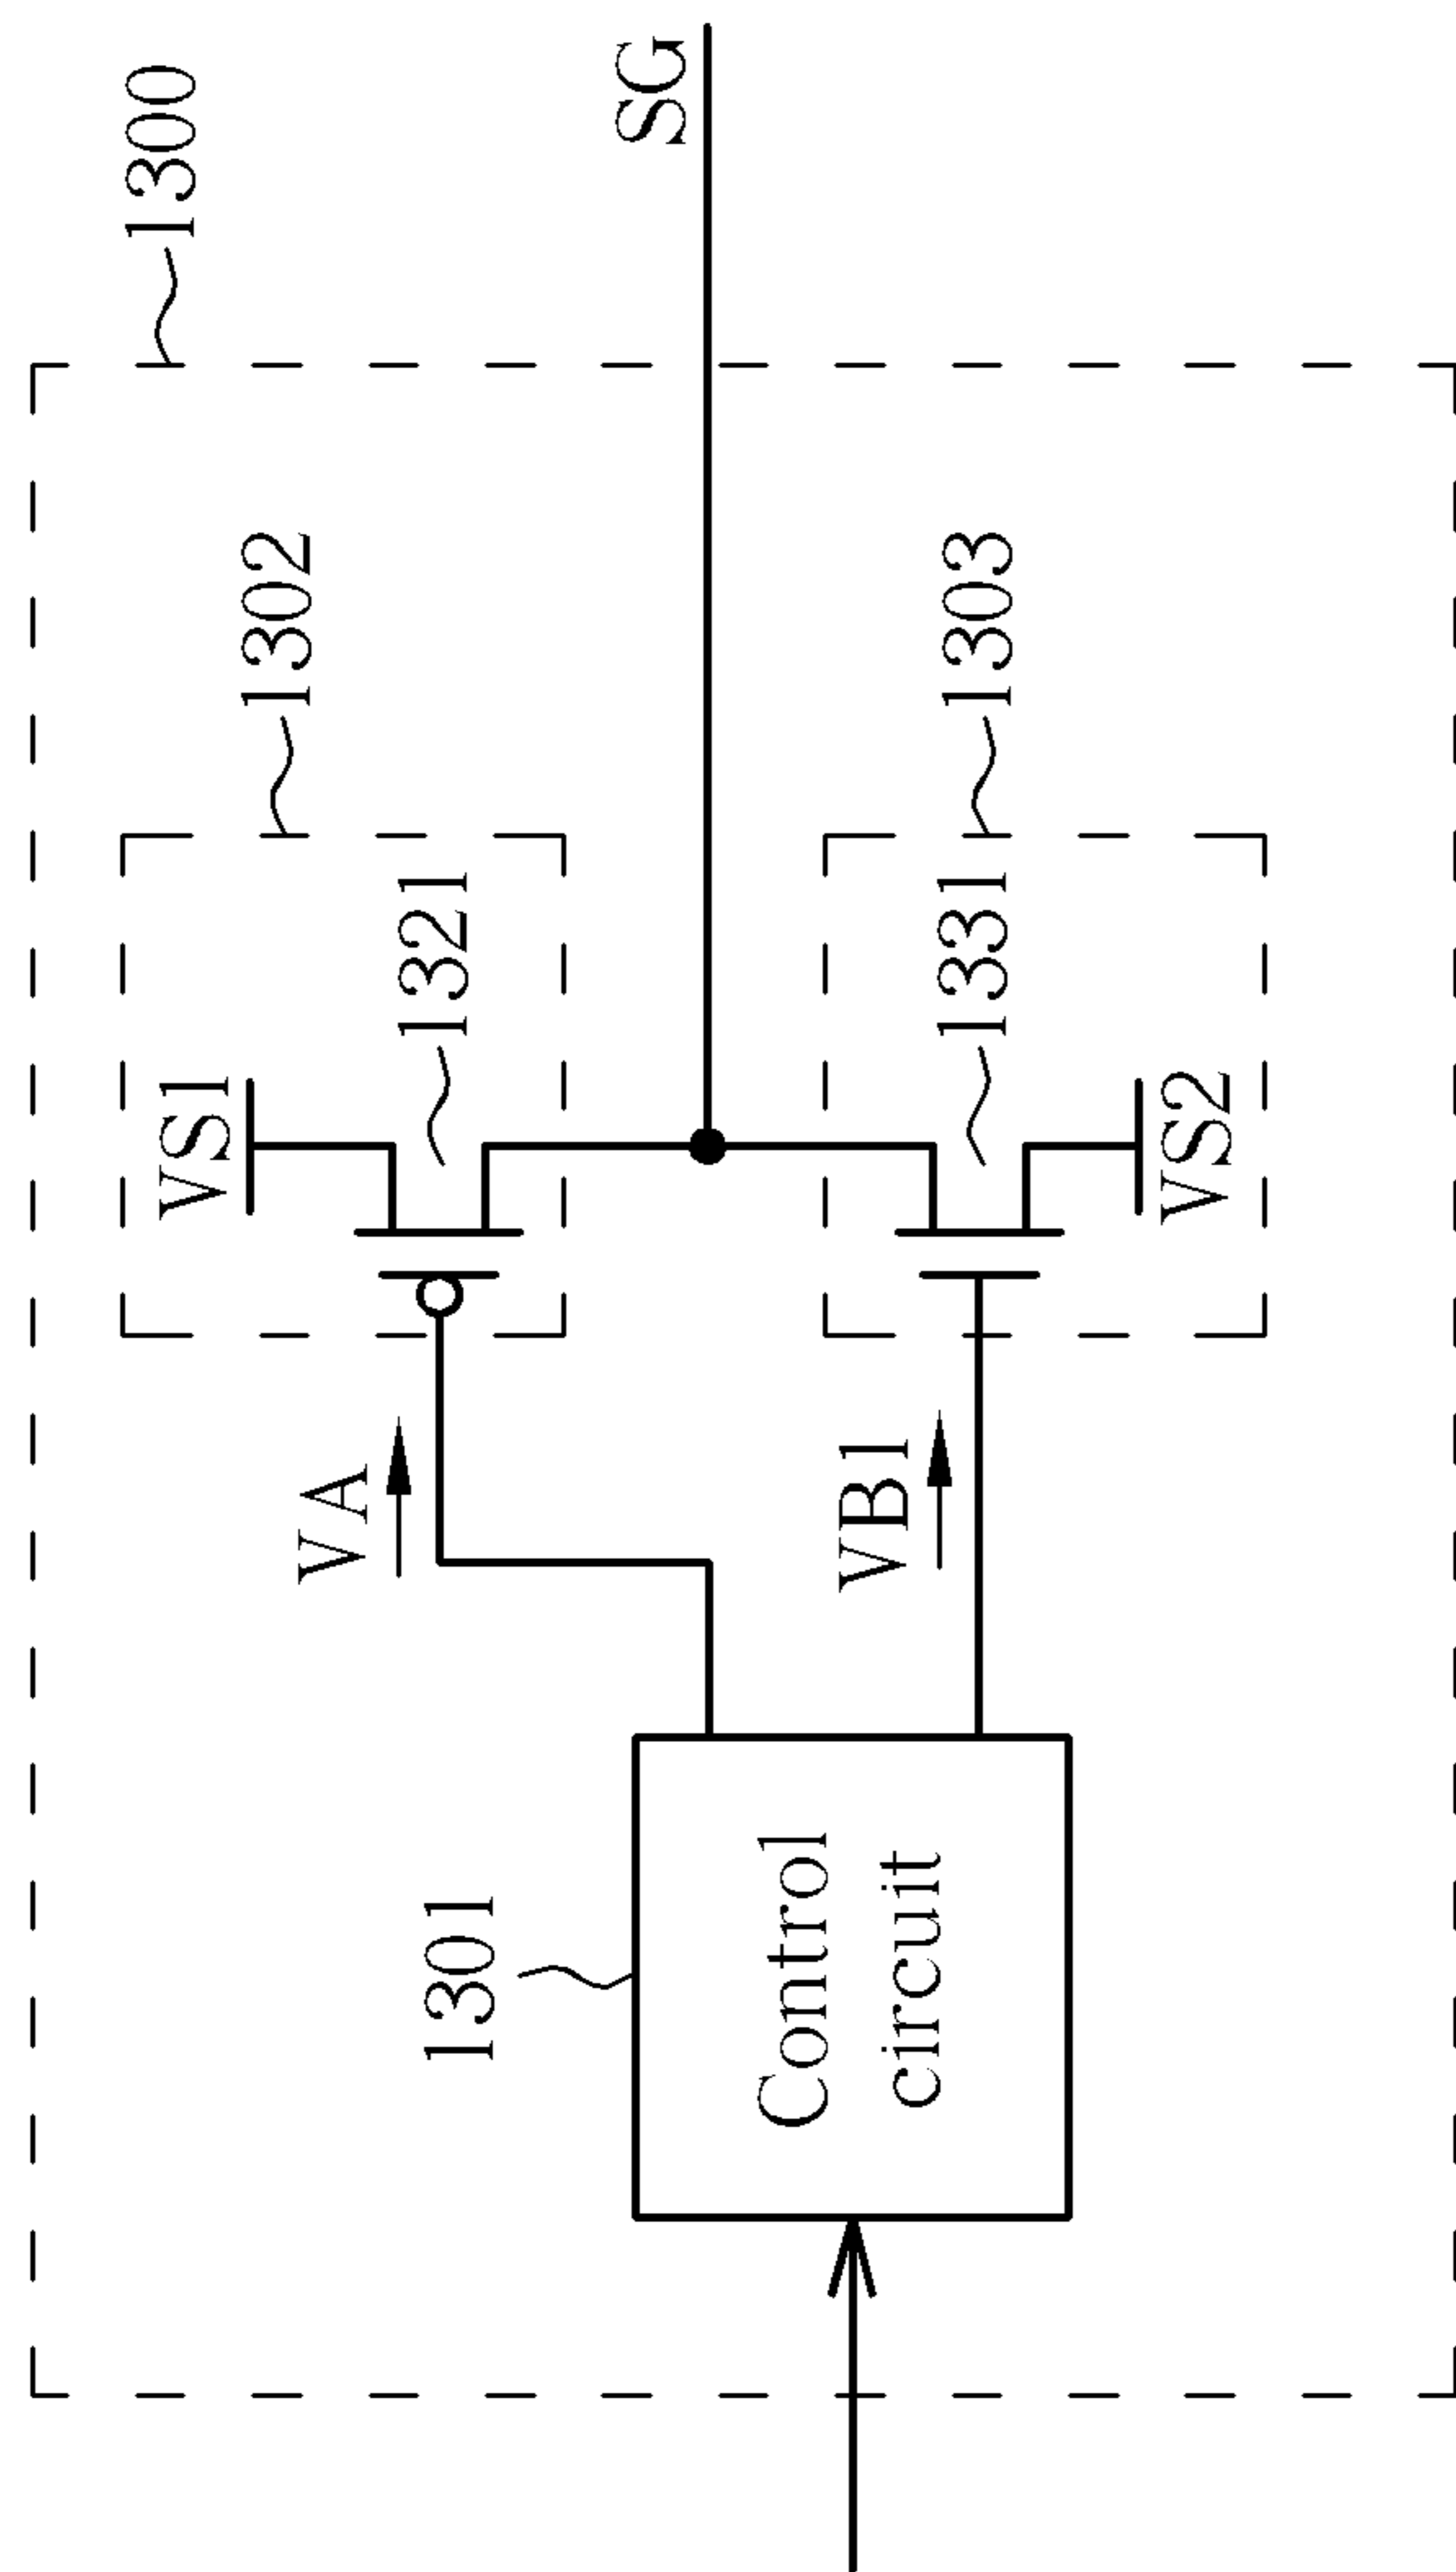 1300
SG
1302
VS1
1321
VA
1301
Control
circuit
VB1
1303
1331
VS2